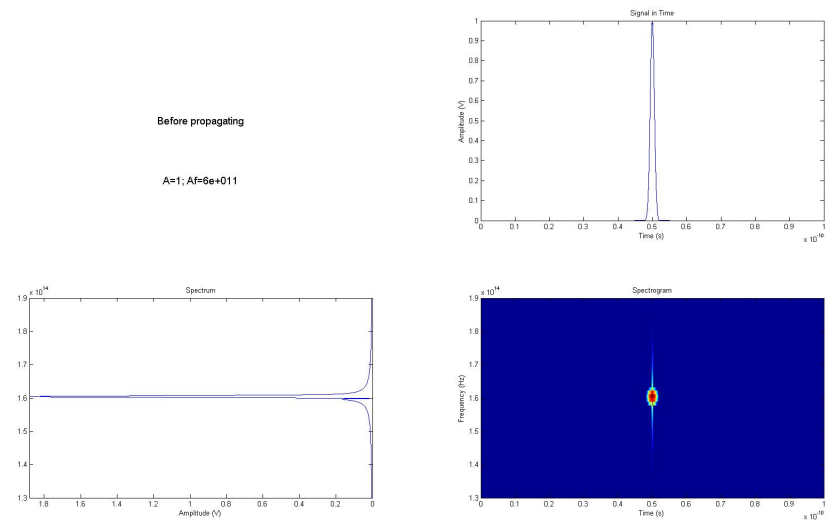 Before propagating
A=1; Af=6e+011
Signal in Time
1
0.9
0.8
0.7
0.6
0.5
0.4
0.3
0.2
0.1
0
Amplitude (V)
0 0.1 0.2 0.3 0.4 0.5 0.6 0.7 0.8 0.9 1
Time (s)
x 10^-10
Spectrum
x 10^14
1.9
1.8
1.7
1.6
1.5
1.4
1.3
1.8 1.6 1.4 1.2 1 0.8 0.6 0.4 0.2 0
Amplitude (V)
Spectrogram
x 10^14
1.9
1.8
1.7
1.6
1.5
1.4
1.3
Frequency (Hz)
0 0.1 0.2 0.3 0.4 0.5 0.6 0.7 0.8 0.9 1
Time (s)
x 10^-10